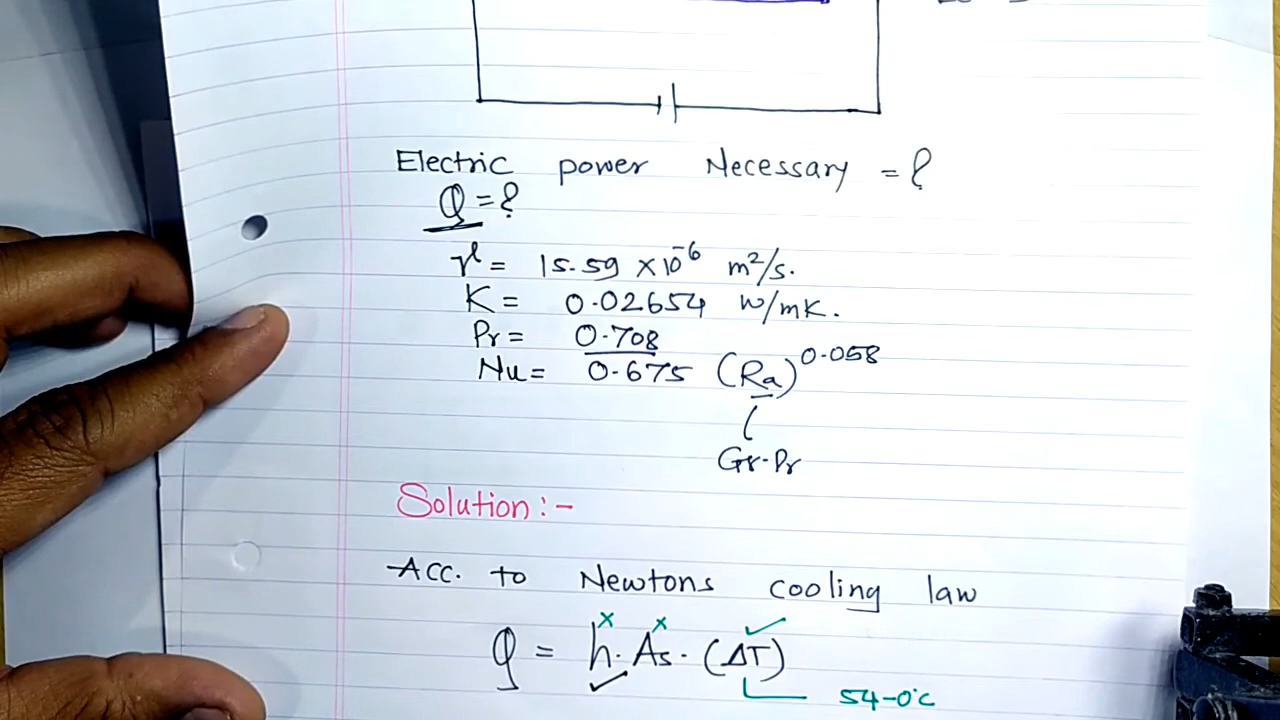 Electric power Necessary = ?
Q = ?
γ = 15.59 × 10⁻⁶ m²/s.
K = 0.02654 W/mK.
Pr = 0.708
Nu = 0.675 (Ra)^0.058
Gr.Pr
Solution :-
Acc. to Newtons cooling law
Q = h. As. (ΔT)
54-0°C